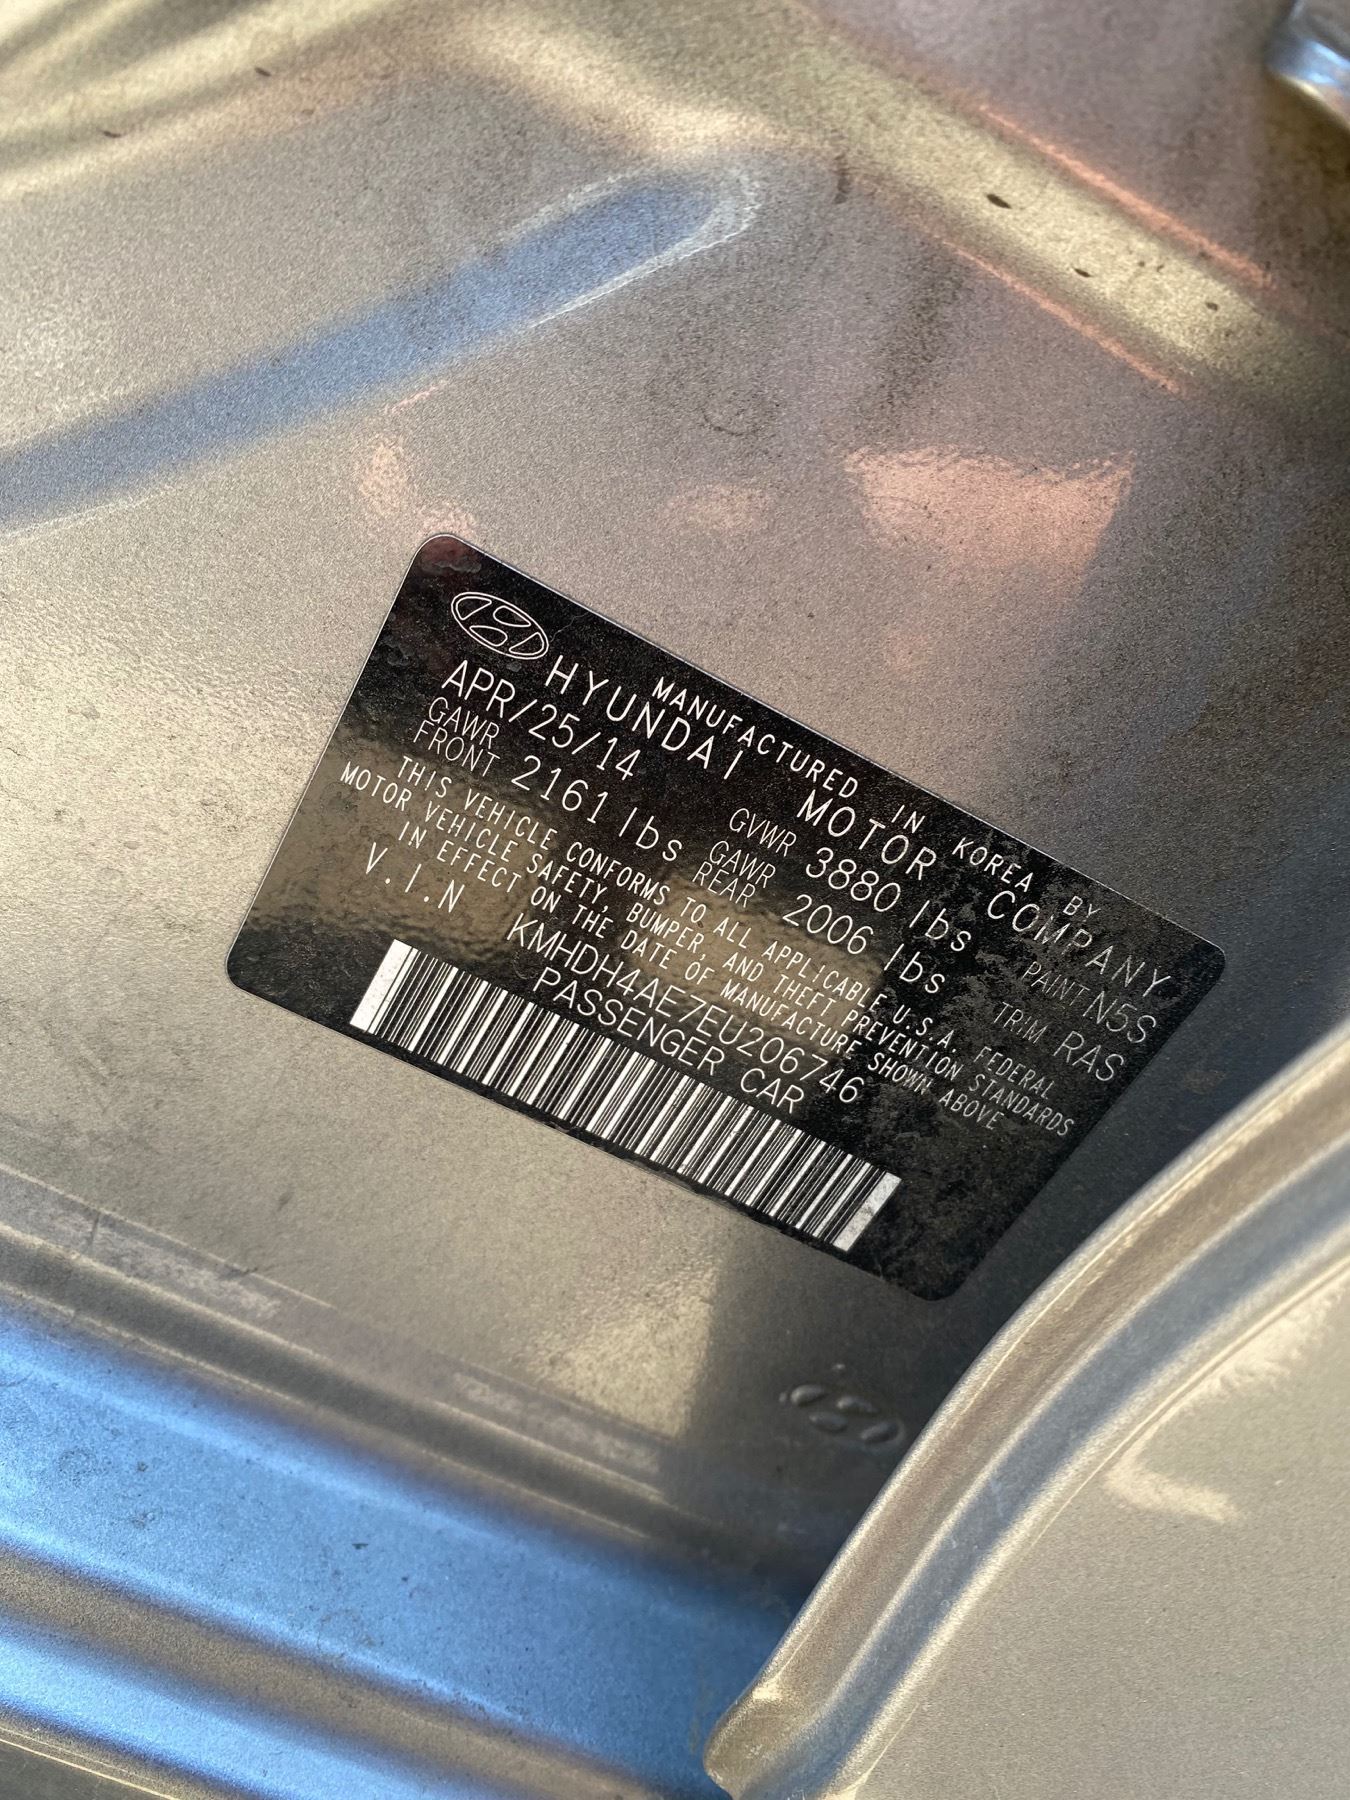 MANUFACTURED IN KOREA BY
HYUNDAI MOTOR COMPANY
APR/25/14 GVWR 3880 lbs PAINT N5S
GAWR FRONT 2161 lbs GAWR REAR 2006 lbs TRIM RAS
THIS VEHICLE CONFORMS TO ALL APPLICABLE U.S.A. FEDERAL
MOTOR VEHICLE SAFETY, BUMPER, AND THEFT PREVENTION STANDARDS
IN EFFECT ON THE DATE OF MANUFACTURE SHOWN ABOVE
V.I.N KMHDH4AE7EU206746
PASSENGER CAR